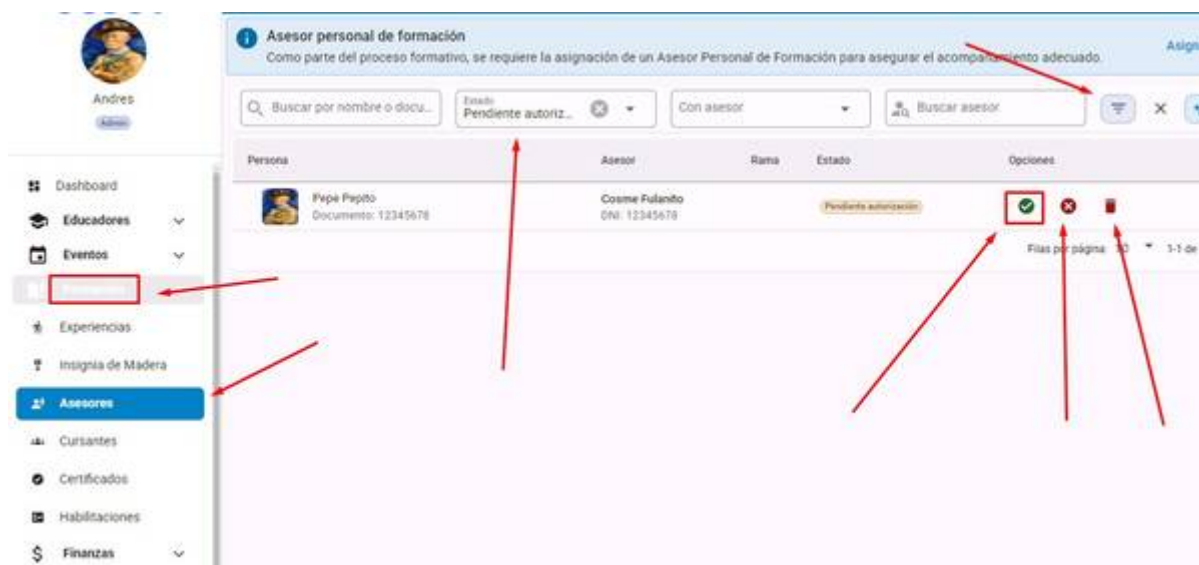 Andres
Admin
Dashboard
Educadores
Eventos
Experiencias
Insignia de Madera
Asesores
Cursantes
Certificados
Habilitaciones
Finanzas
Asesor personal de formación
Como parte del proceso formativo, se requiere la asignación de un Asesor Personal de Formación para asegurar el acompañamiento adecuado.
Asign
Buscar por nombre o docu...
Estado
Pendiente autoriz...
Con asesor
Buscar asesor
Persona Asesor Rama Estado Opciones
Pepe Pepito Cosme Fulanito
Documento: 12345678 DNI: 12345678 Pendiente autorización
Filas por página: 10 1-1 de